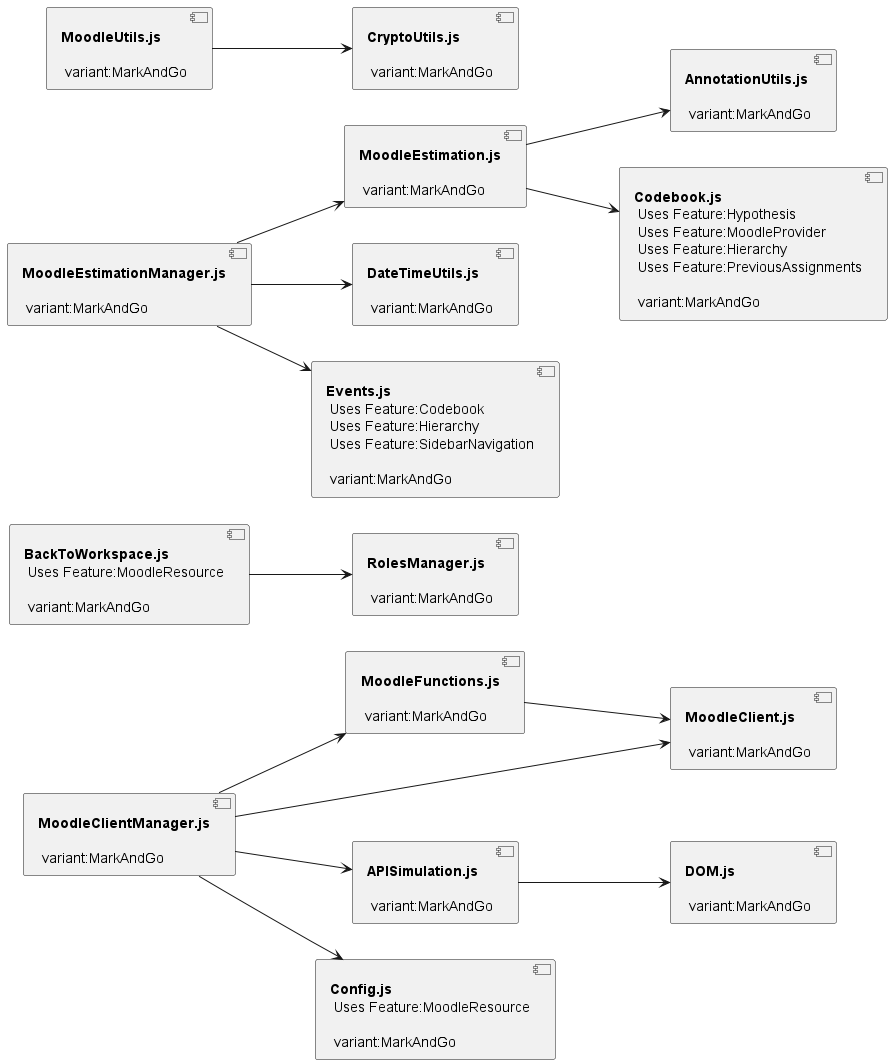 MoodleUtils.js
variant:MarkAndGo
CryptoUtils.js
variant:MarkAndGo
AnnotationUtils.js
variant:MarkAndGo
MoodleEstimation.js
variant:MarkAndGo
Codebook.js
Uses Feature:Hypothesis
Uses Feature:MoodleProvider
Uses Feature:Hierarchy
Uses Feature:PreviousAssignments
variant:MarkAndGo
MoodleEstimationManager.js
variant:MarkAndGo
DateTimeUtils.js
variant:MarkAndGo
Events.js
Uses Feature:Codebook
Uses Feature:Hierarchy
Uses Feature:SidebarNavigation
variant:MarkAndGo
BackToWorkspace.js
Uses Feature:MoodleResource
variant:MarkAndGo
RolesManager.js
variant:MarkAndGo
MoodleFunctions.js
variant:MarkAndGo
MoodleClient.js
variant:MarkAndGo
MoodleClientManager.js
variant:MarkAndGo
APISimulation.js
variant:MarkAndGo
DOM.js
variant:MarkAndGo
Config.js
Uses Feature:MoodleResource
variant:MarkAndGo